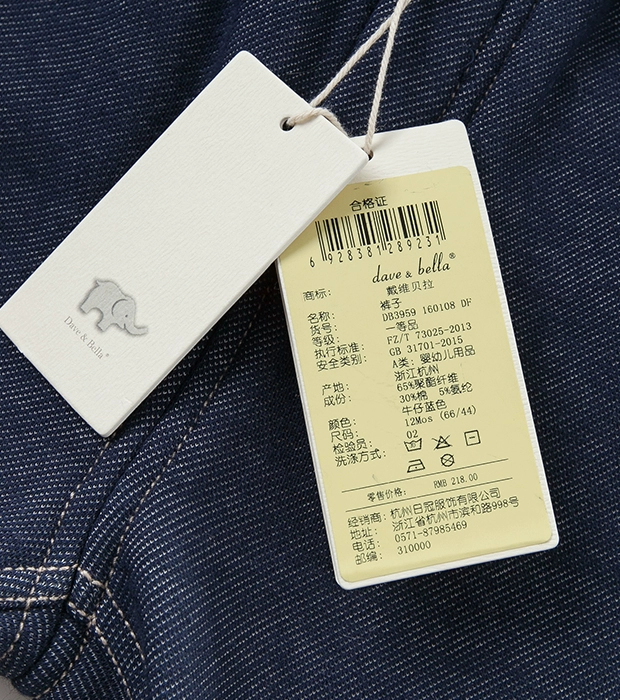 Dave & Bella®
合格证
6 928381 289231
dave & bella®
商标: 戴维贝拉
名称: 裤子
货号: DB3959 160108 DF
等级: 一等品
执行标准: FZ/T 73025-2013
安全类别: GB 31701-2015
A类: 婴幼儿用品
产地: 浙江杭州
成份: 65%聚酯纤维
30%棉 5%氨纶
颜色: 牛仔蓝色
尺码: 12Mos (66/44)
检验员: 02
洗涤方式:
零售价格: RMB 218.00
经销商: 杭州日冠服饰有限公司
地址: 浙江省杭州市滨和路998号
电话: 0571-87985469
邮编: 310000